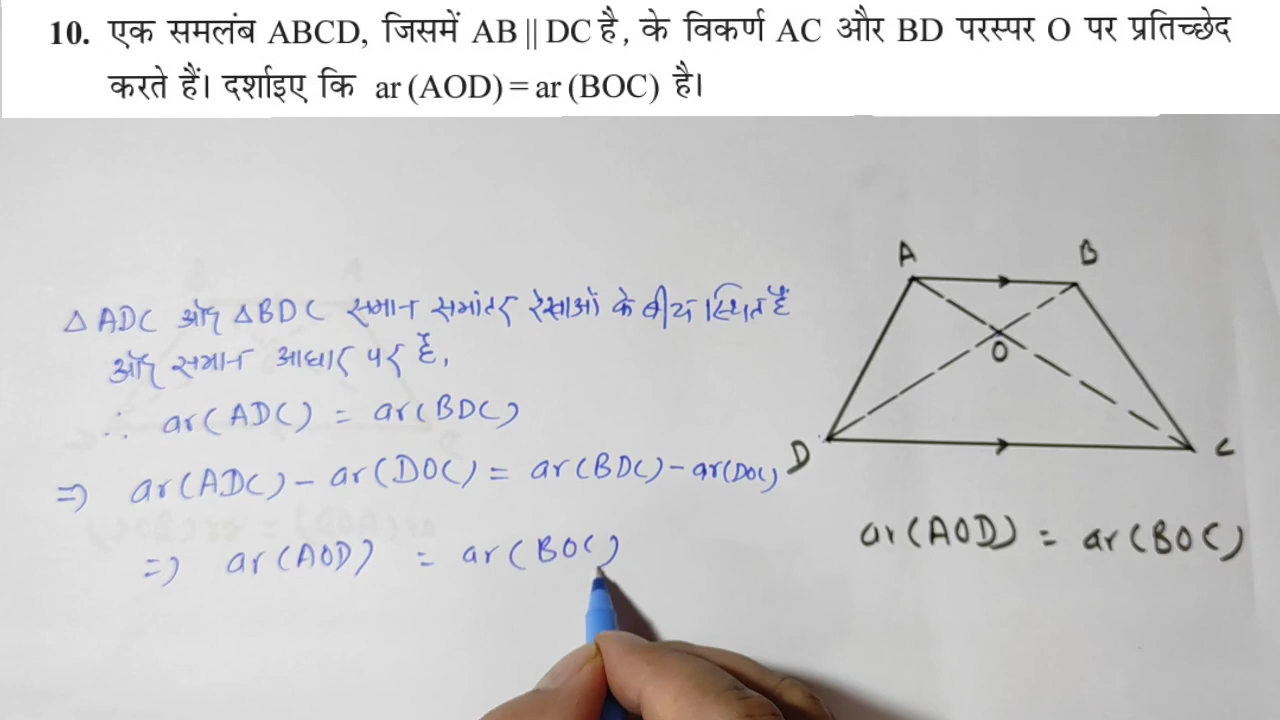 10. एक समलंब ABCD, जिसमें AB || DC है, के विकर्ण AC और BD परस्पर O पर प्रतिच्छेद
करते हैं। दर्शाइए कि ar (AOD) = ar (BOC) है।
△ ADC और △BDC समान समांतर रेखाओं के बीच स्थित हैं
और समान आधार पर हैं,
∴ ar(ADC) = ar(BDC)
⇒ ar(ADC) - ar(DOC) = ar(BDC) - ar(DOC)
⇒ ar(AOD) = ar(BOC)
A
B
O
D
C
ar(AOD) = ar(BOC)